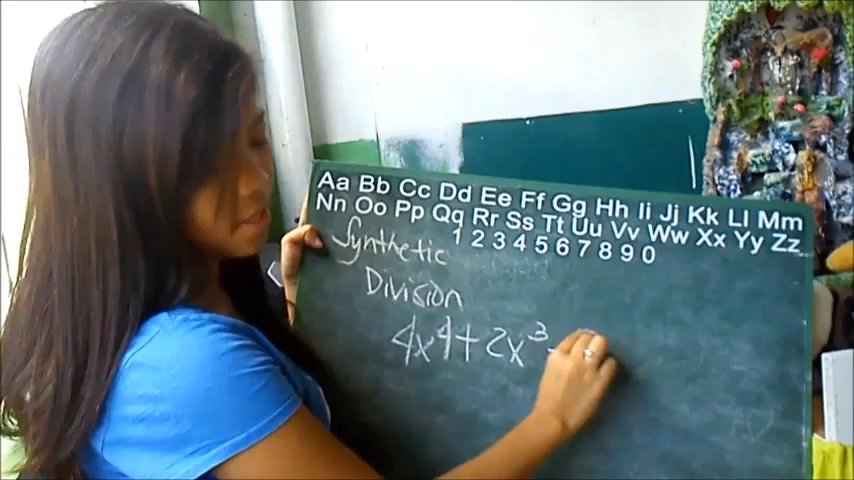 Aa Bb Cc Dd Ee Ff Gg Hh Ii Jj Kk Ll Mm
Nn Oo Pp Qq Rr Ss Tt Uu Vv Ww Xx Yy Zz
1 2 3 4 5 6 7 8 9 0
Synthetic
Division
4x⁴+2x³-